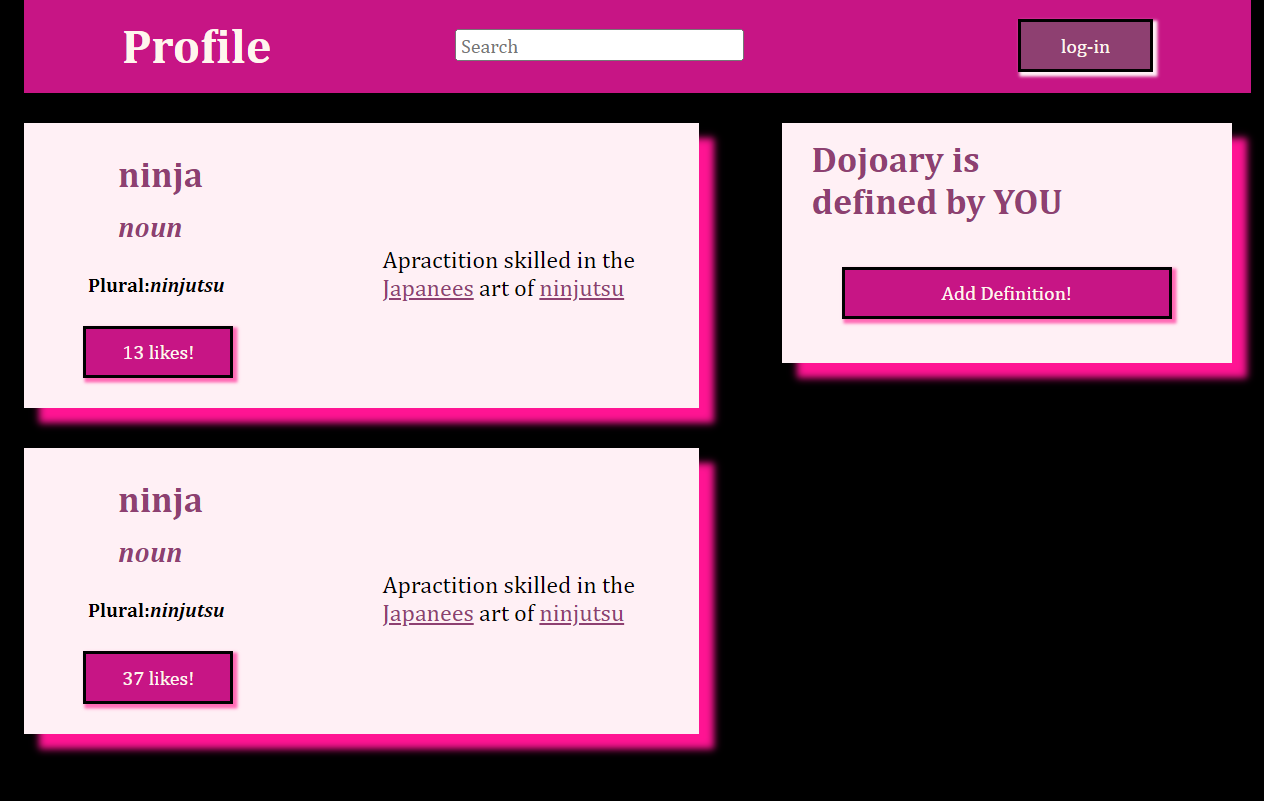 Profile
Search
log-in
ninja
noun
Plural:ninjutsu
13 likes!
Apractition skilled in the
Japanees art of ninjutsu
Dojoary is
defined by YOU
Add Definition!
ninja
noun
Plural:ninjutsu
37 likes!
Apractition skilled in the
Japanees art of ninjutsu